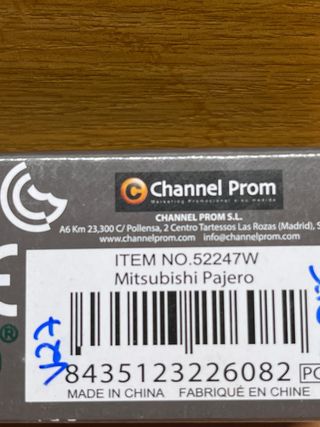 Channel Prom
Marketing Promocional a su medida
CHANNEL PROM S.L.
A6 Km 23,300 C/ Pollensa, 2 Centro Tartessos Las Rozas (Madrid), S
www.channelprom.com info@channelprom.com
ITEM NO.52247W
Mitsubishi Pajero
8435123226082
MADE IN CHINA FABRIQUÉ EN CHINE